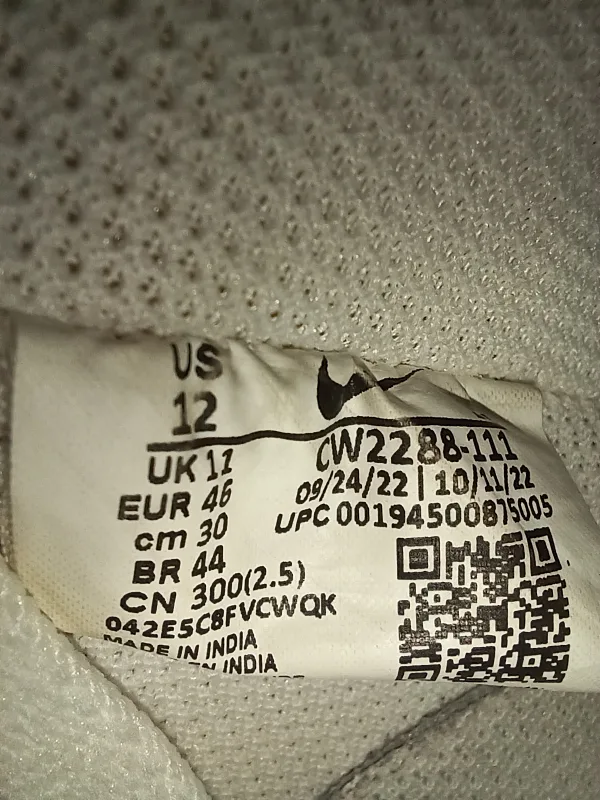 US
12
UK 11
EUR 46
cm 30
BR 44
CN 300(2.5)
042E5C8FVCWQK
MADE IN INDIA
INDIA
CW2288-111
09/24/22 | 10/11/22
UPC 00194500875005